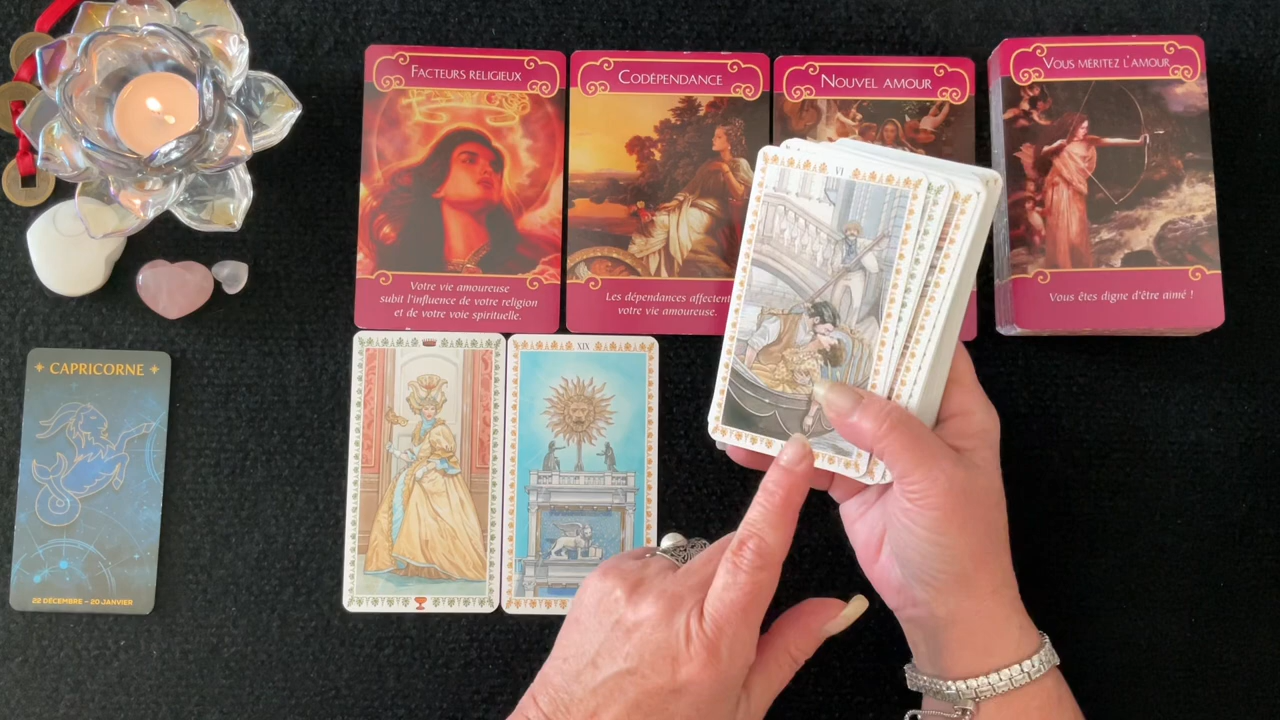 FACTEURS RELIGIEUX
Votre vie amoureuse
subit l'influence de votre religion
et de votre voie spirituelle.
CODÉPENDANCE
Les dépendances affectent
votre vie amoureuse.
NOUVEL AMOUR
VOUS MÉRITEZ L'AMOUR
Vous êtes digne d'être aimé !
VI
CAPRICORNE
22 DÉCEMBRE – 20 JANVIER
XIX